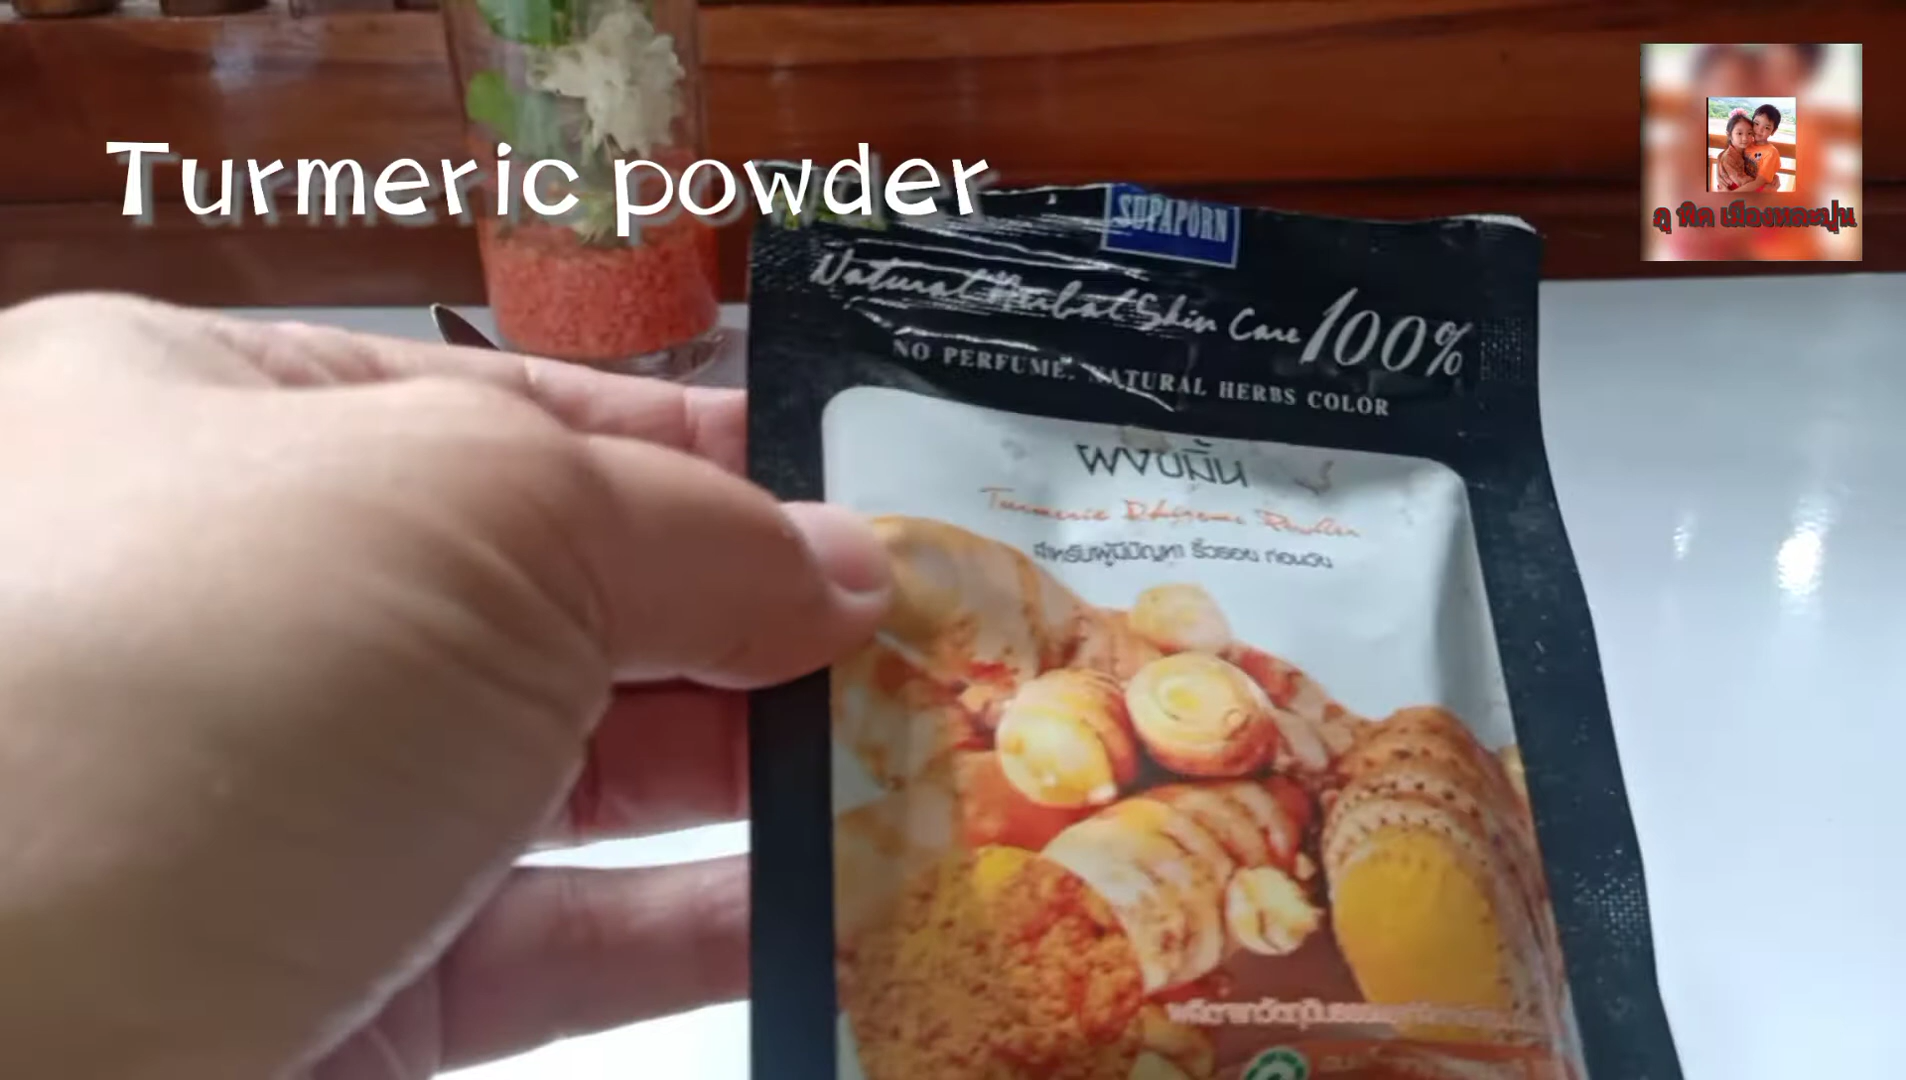 Turmeric powder
SUPAPORN
Natural Herbal Skin Care 100%
NO PERFUME. NATURAL HERBS COLOR
ผงขมิ้น
Turmeric Rhizome Powder
สำหรับผู้มีปัญหา ริ้วรอย ก่อนวัย